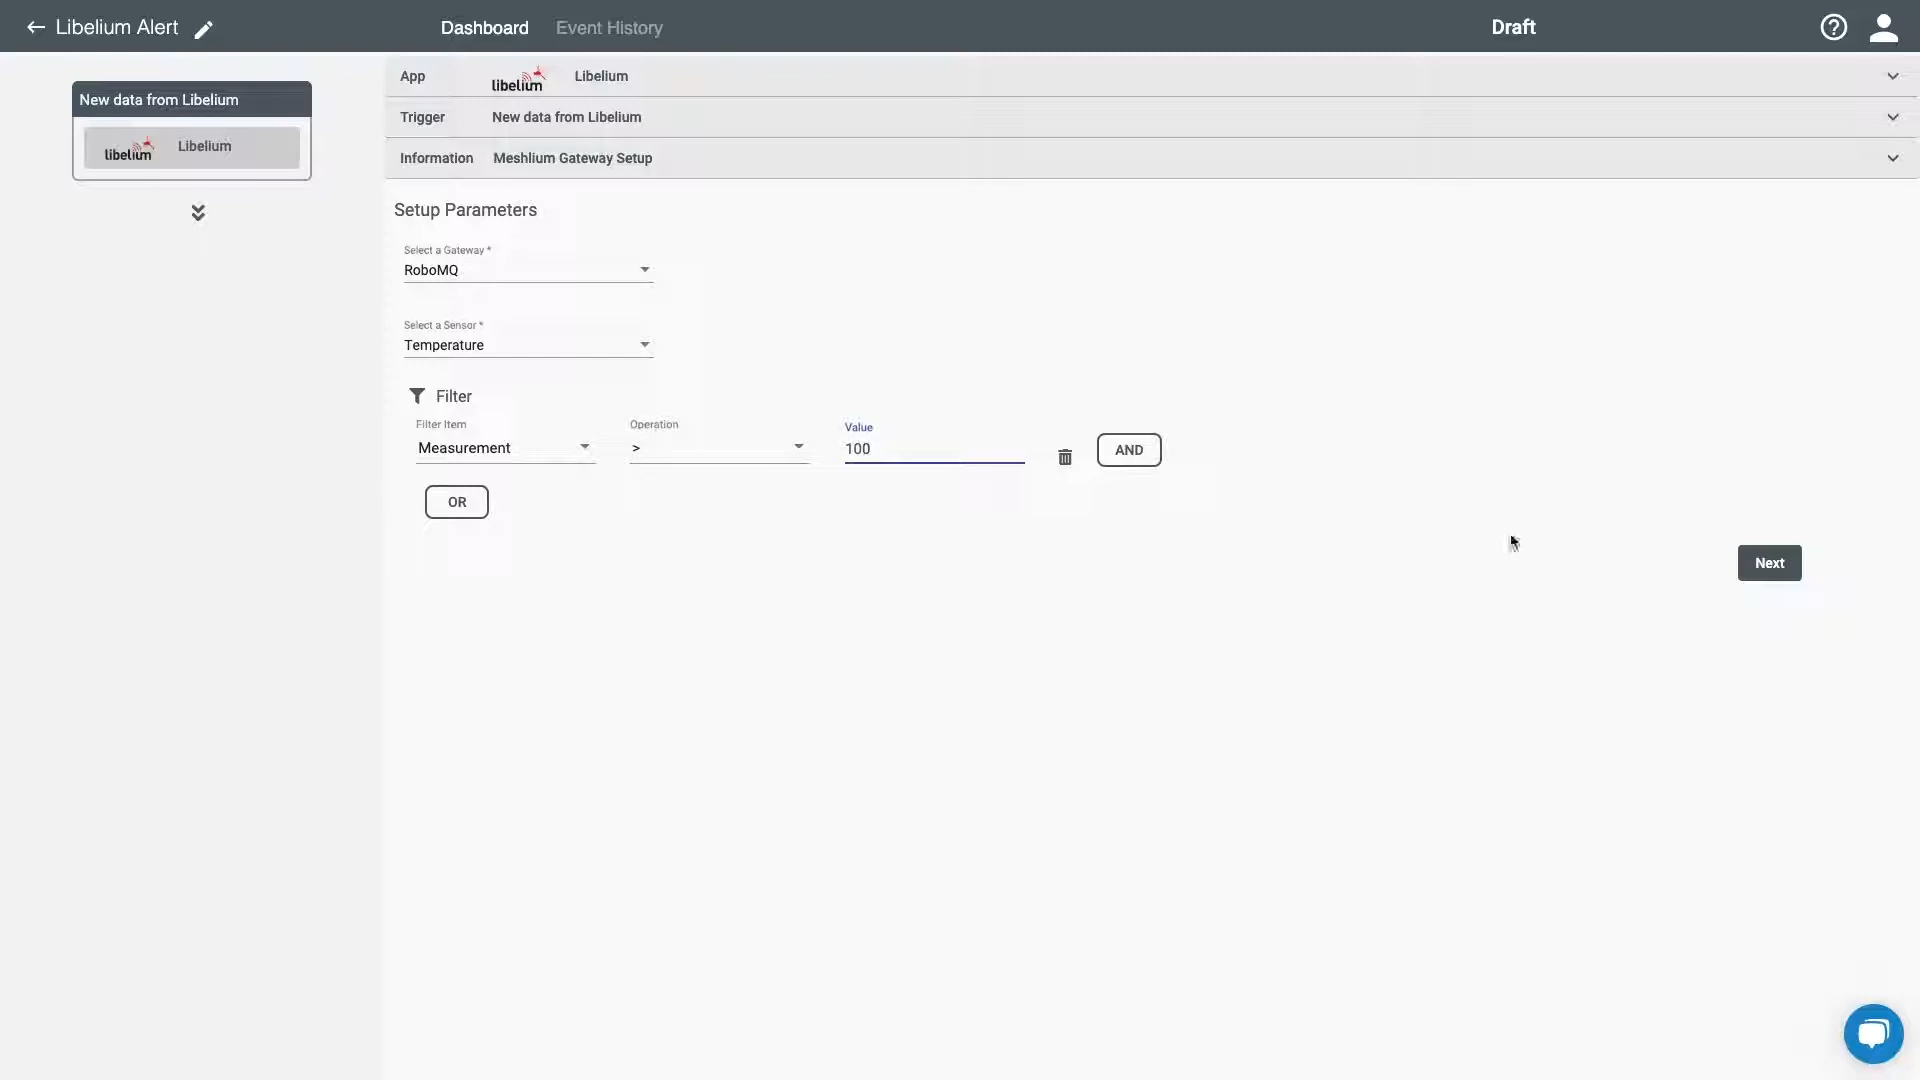 Libelium Alert
Dashboard
Event History
Draft
New data from Libelium
libelium
Libelium
App
libelium
Libelium
Trigger
New data from Libelium
Information
Meshlium Gateway Setup
Setup Parameters
Select a Gateway *
RoboMQ
Select a Sensor *
Temperature
Filter
Filter Item
Operation
Value
Measurement
>
100
AND
OR
Next